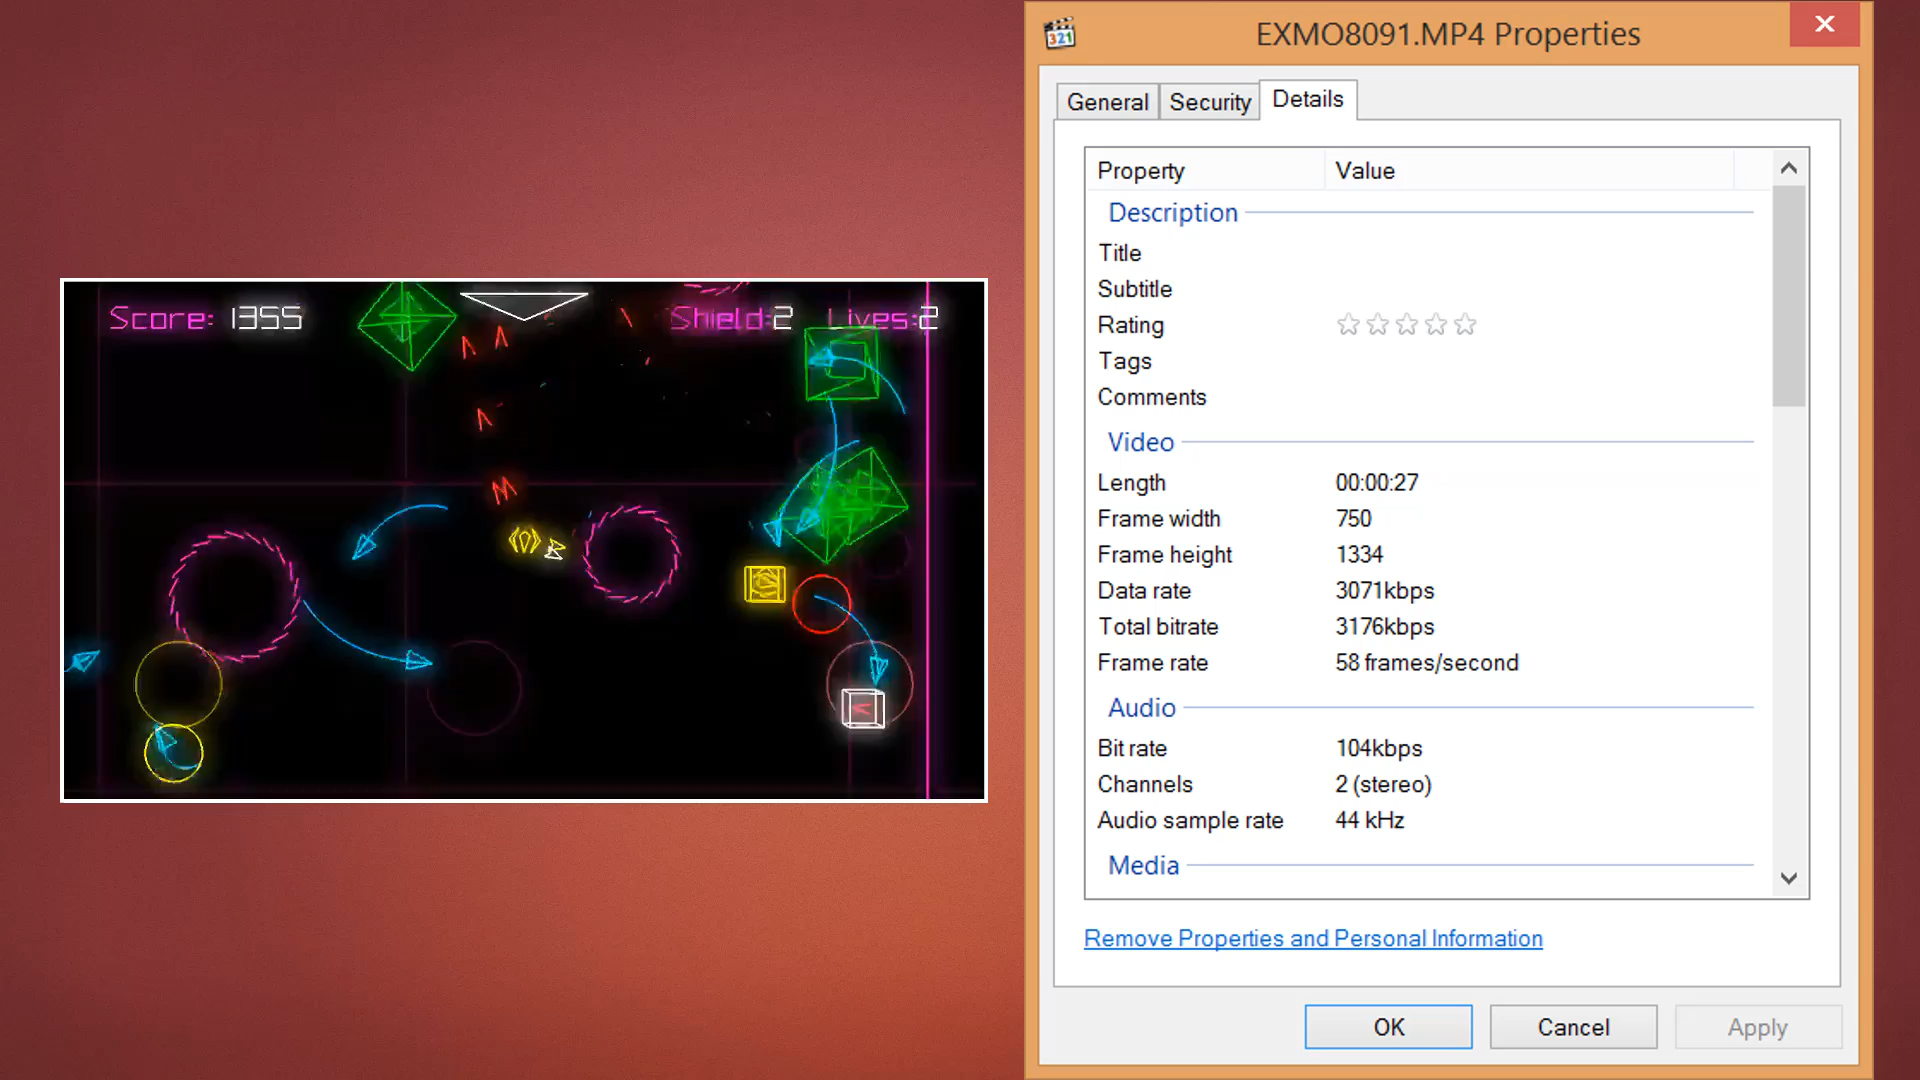 Score: 1355
Shield:2
Lives:2
EXMO8091.MP4 Properties
General
Security
Details
Property
Value
Description
Title
Subtitle
Rating
Tags
Comments
Video
Length 00:00:27
Frame width 750
Frame height 1334
Data rate 3071kbps
Total bitrate 3176kbps
Frame rate 58 frames/second
Audio
Bit rate 104kbps
Channels 2 (stereo)
Audio sample rate 44 kHz
Media
Remove Properties and Personal Information
OK
Cancel
Apply